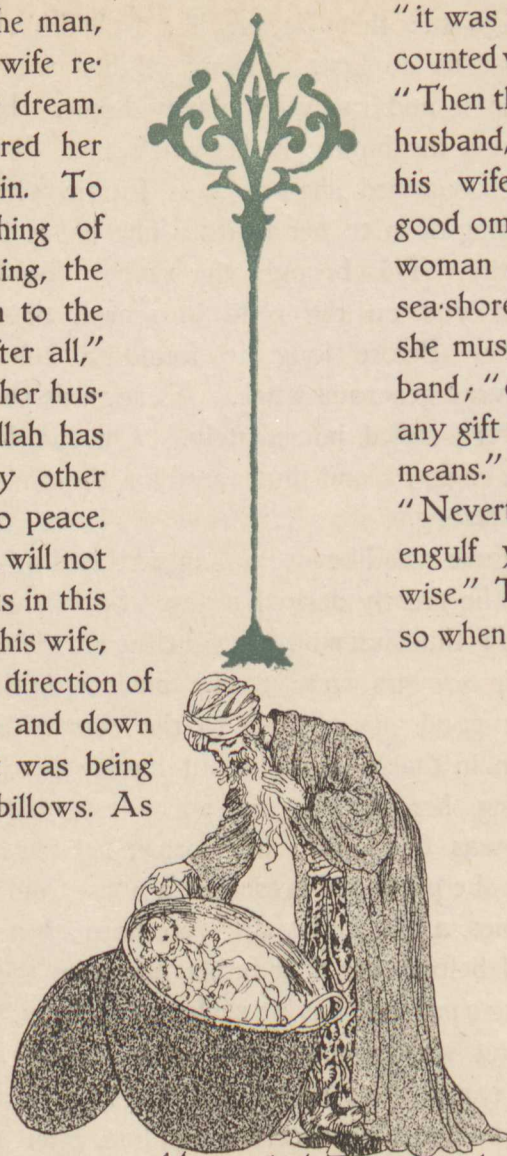 he man,
wife re-
dream.
red her
in. To
hing of
ing, the
n to the
fter all,"
her hus-
llah has
y other
o peace.
will not
s in this
his wife,
direction of
and down
was being
billows. As
"it was
counted
"Then th
husband,
his wife
good om
woman
sea-shore
she mus
band; "
any gift
means."
"Nevert
engulf y
wise." T
so when